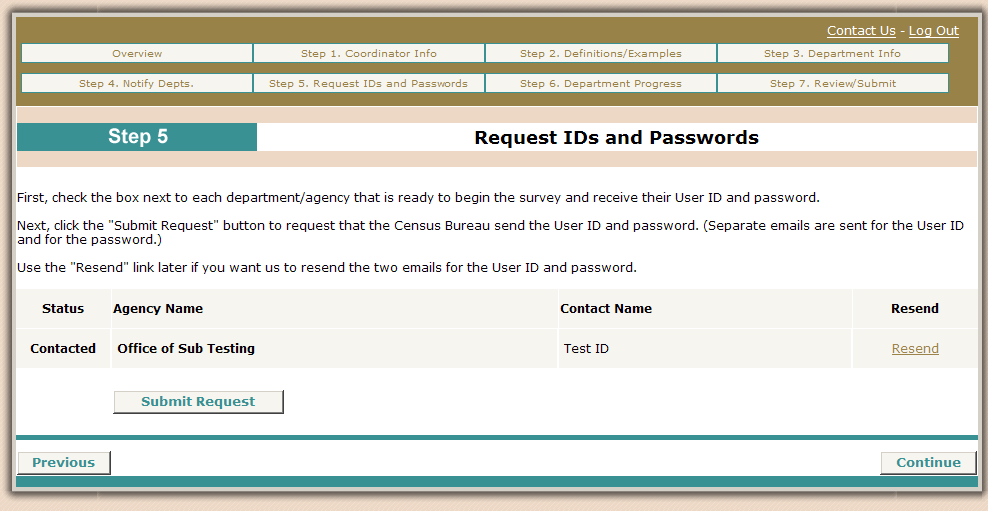 Contact Us - Log Out
Overview
Step 1. Coordinator Info
Step 2. Definitions/Examples
Step 3. Department Info
Step 4. Notify Depts.
Step 5. Request IDs and Passwords
Step 6. Department Progress
Step 7. Review/Submit
Step 5
Request IDs and Passwords
First, check the box next to each department/agency that is ready to begin the survey and receive their User ID and password.
Next, click the "Submit Request" button to request that the Census Bureau send the User ID and password. (Separate emails are sent for the User ID
and for the password.)
Use the "Resend" link later if you want us to resend the two emails for the User ID and password.
Status Agency Name Contact Name Resend
Contacted Office of Sub Testing Test ID Resend
Submit Request
Previous Continue